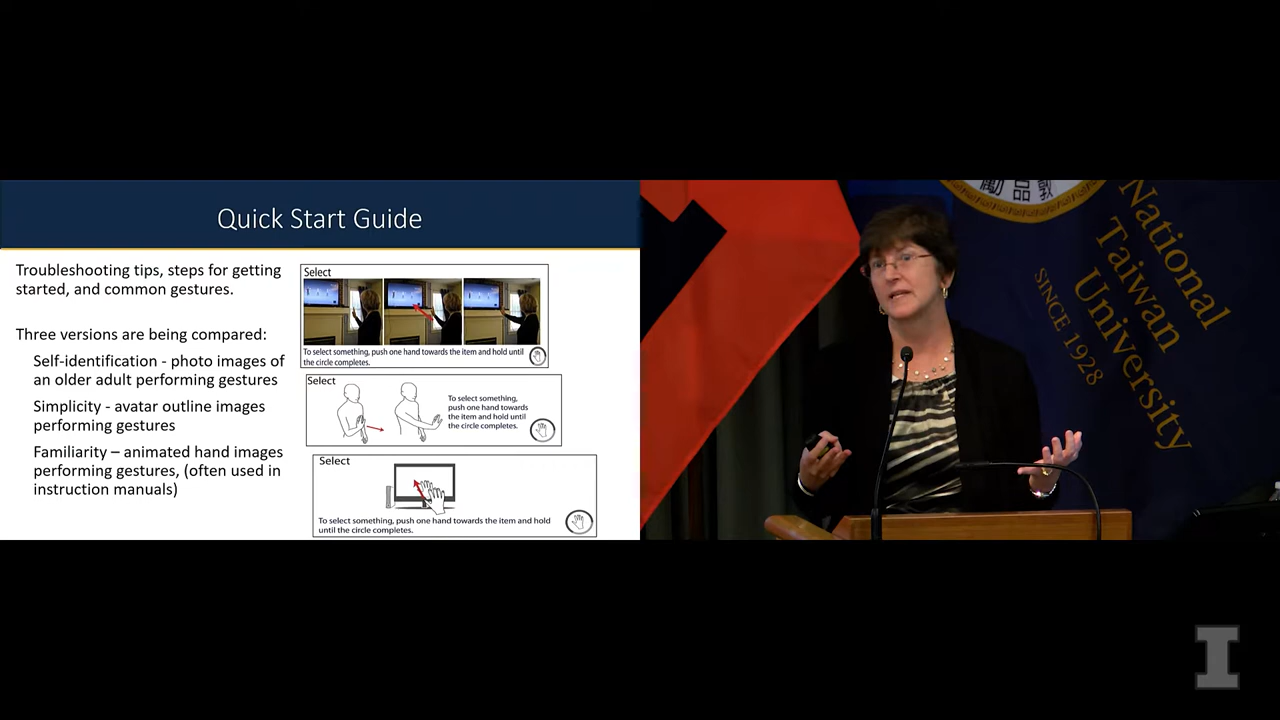 Quick Start Guide
Troubleshooting tips, steps for getting
started, and common gestures.
Three versions are being compared:
Self-identification - photo images of
an older adult performing gestures
Simplicity - avatar outline images
performing gestures
Familiarity – animated hand images
performing gestures, (often used in
instruction manuals)
Select
To select something, push one hand towards the item and hold until
the circle completes.
Select
To select something,
push one hand towards
the item and hold until
the circle completes.
Select
To select something, push one hand towards the item and hold
until the circle completes.
勵品敦
National
Taiwan
University
SINCE 1928
I